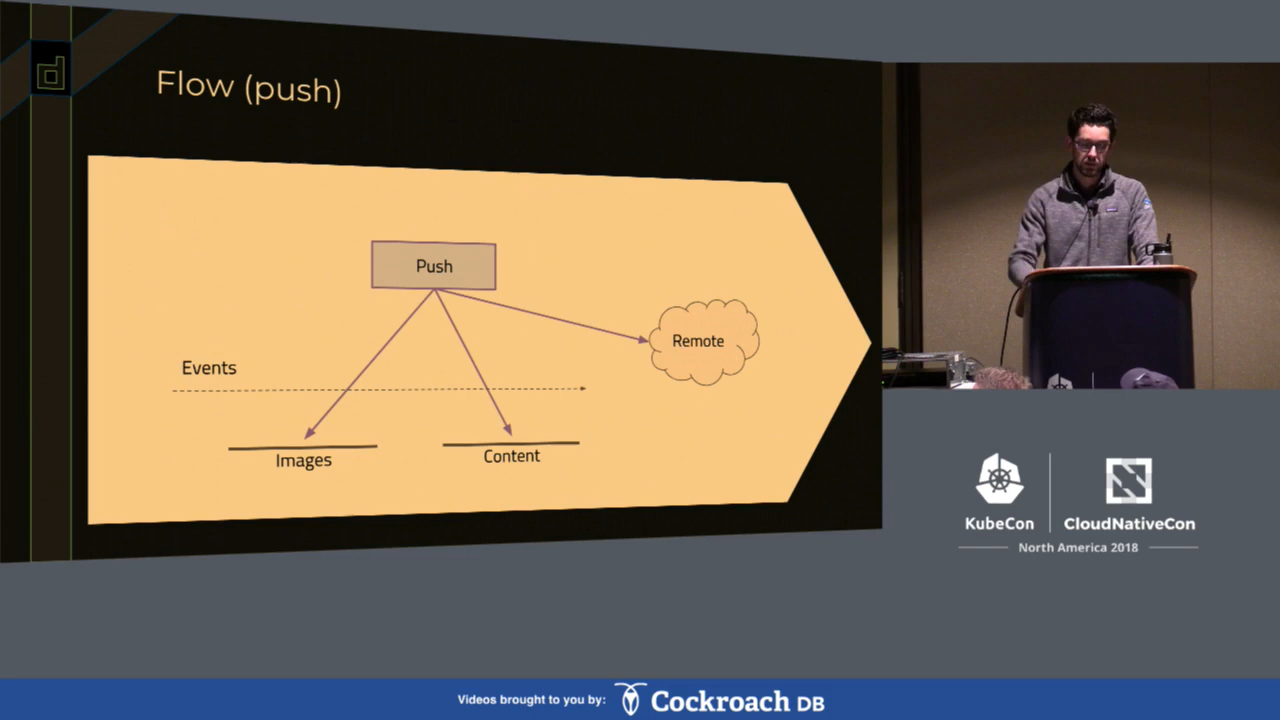 d
Flow (push)
Push
Remote
Events
Images
Content
KubeCon
CloudNativeCon
North America 2018
Videos brought to you by:
Cockroach DB